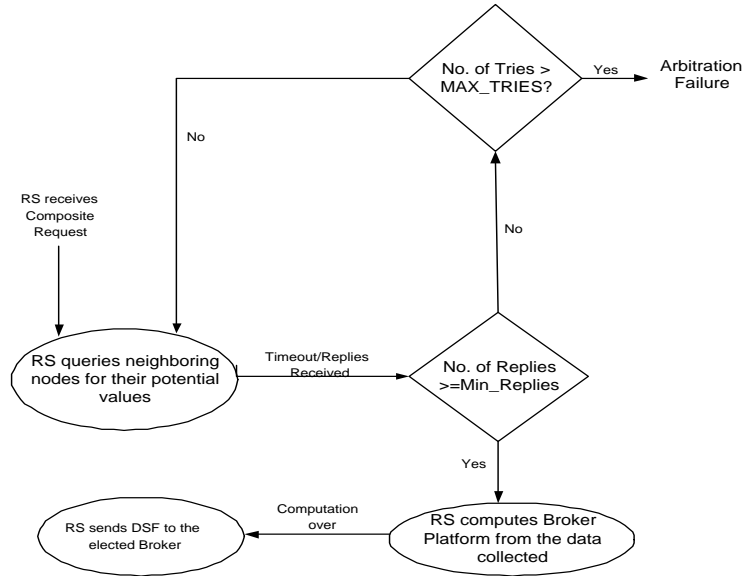 No. of Tries >
MAX_TRIES?
Yes
Arbitration
Failure
No
RS receives
Composite
Request
No
RS queries neighboring
nodes for their potential
values
Timeout/Replies
Received
No. of Replies
>=Min_Replies
Yes
RS computes Broker
Platform from the data
collected
Computation
over
RS sends DSF to the
elected Broker